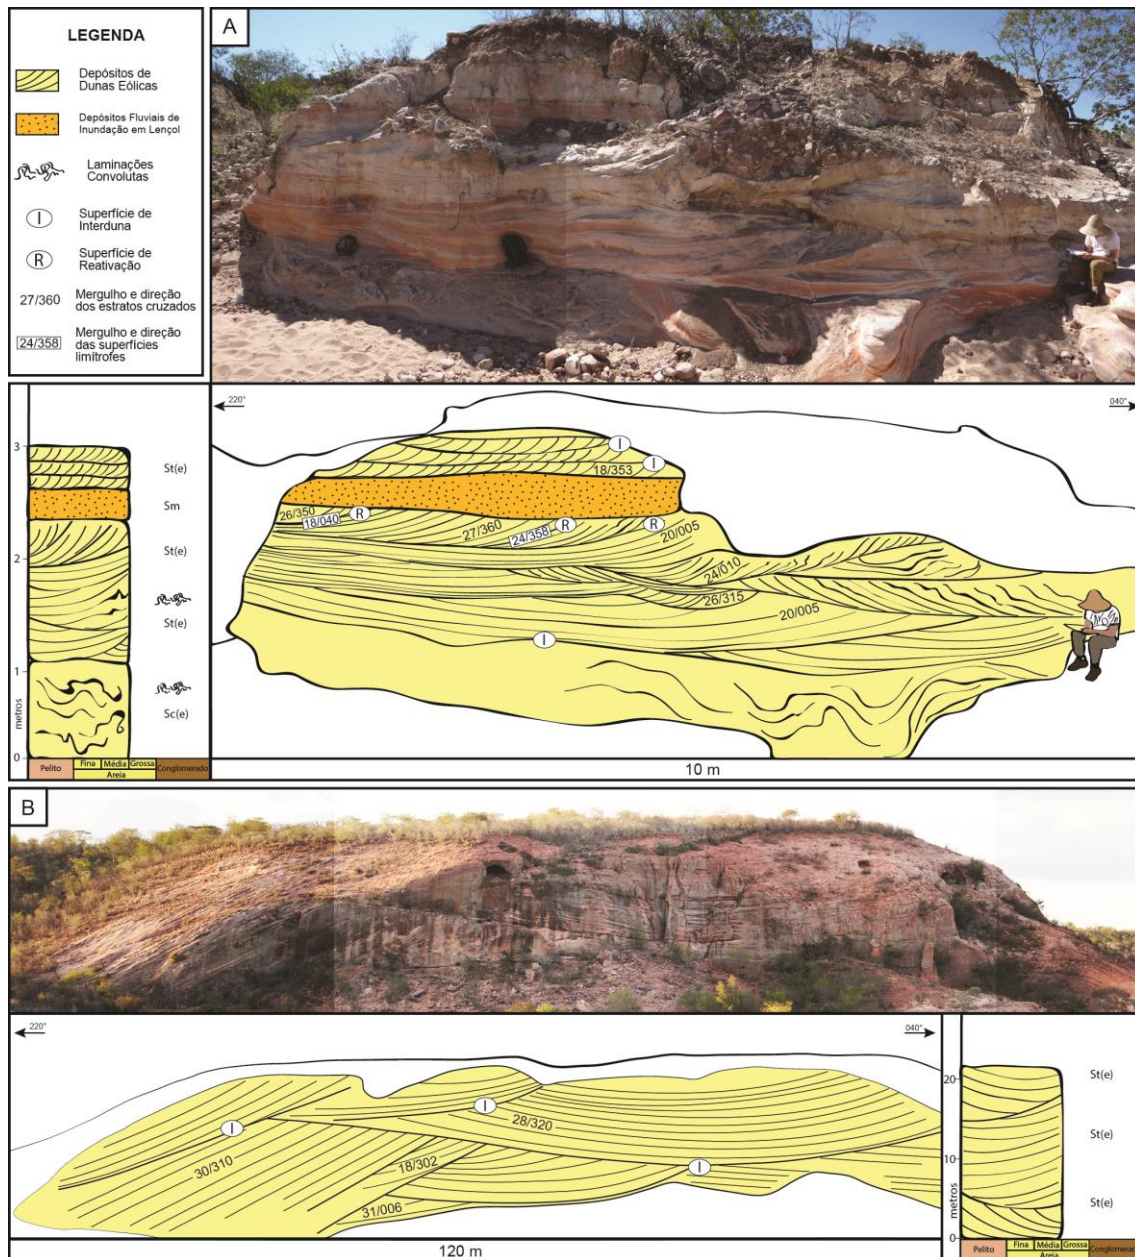 LEGENDA
Depósitos de
Dunas Eólicas
Depósitos Fluviais de
Inundação em Lençol
Laminações
Convolutas
I
Superfície de
Interduna
R
Superfície de
Reativação
27/360
Mergulho e direção
dos estratos cruzados
24/358
Mergulho e direção
das superfícies
limítrofes
A
3
2
1
0
metros
St(e)
Sm
St(e)
St(e)
Sc(e)
Pelito
Fina
Média
Grossa
Areia
Conglomerado
220°
040°
I
I
18/353
26/350
18/040
R
27/360
24/358
R
R
20/005
24/010
26/315
20/005
I
10 m
B
220°
040°
I
I
28/320
30/310
18/302
I
31/006
120 m
20
10
0
metros
St(e)
St(e)
St(e)
Pelito
Fina
Média
Grossa
Areia
Conglomerado